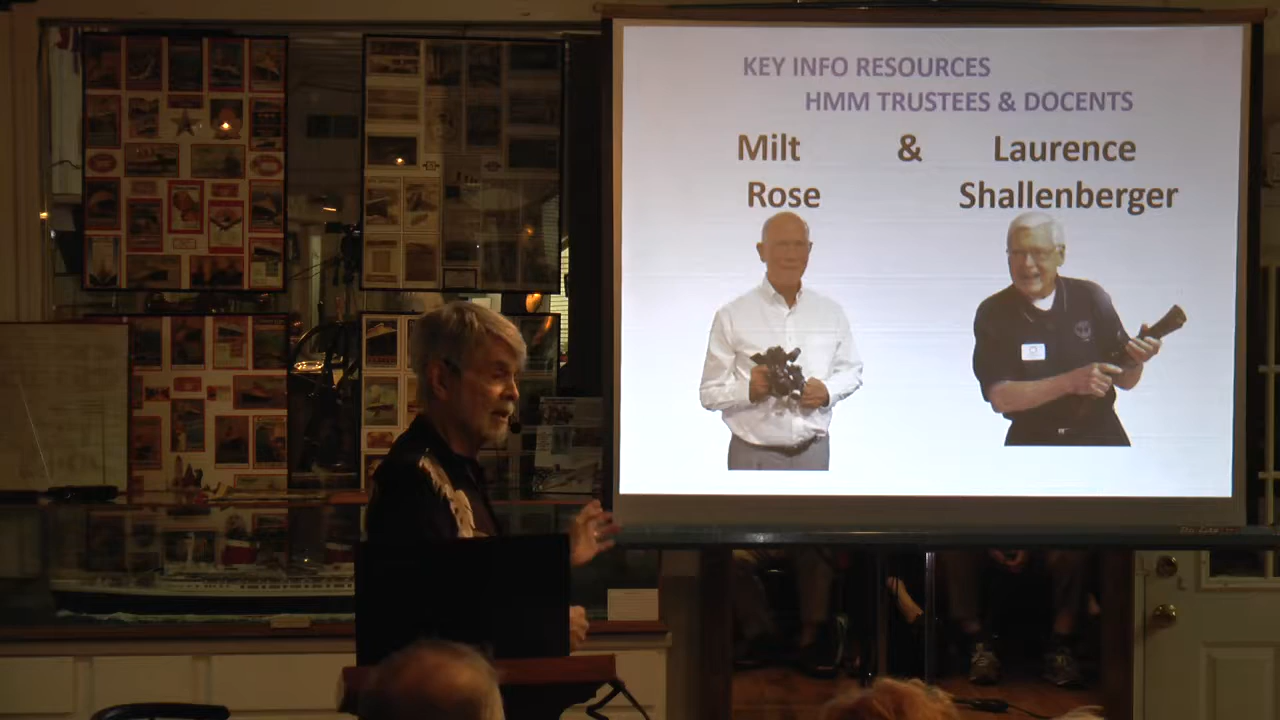 KEY INFO RESOURCES
HMM TRUSTEES & DOCENTS
Milt & Laurence
Rose Shallenberger